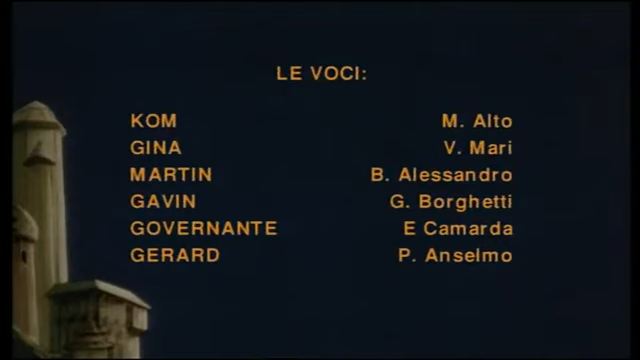 LE VOCI:
KOM M. Alto
GINA V. Mari
MARTIN B. Alessandro
GAVIN G. Borghetti
GOVERNANTE E Camarda
GERARD P. Anselmo